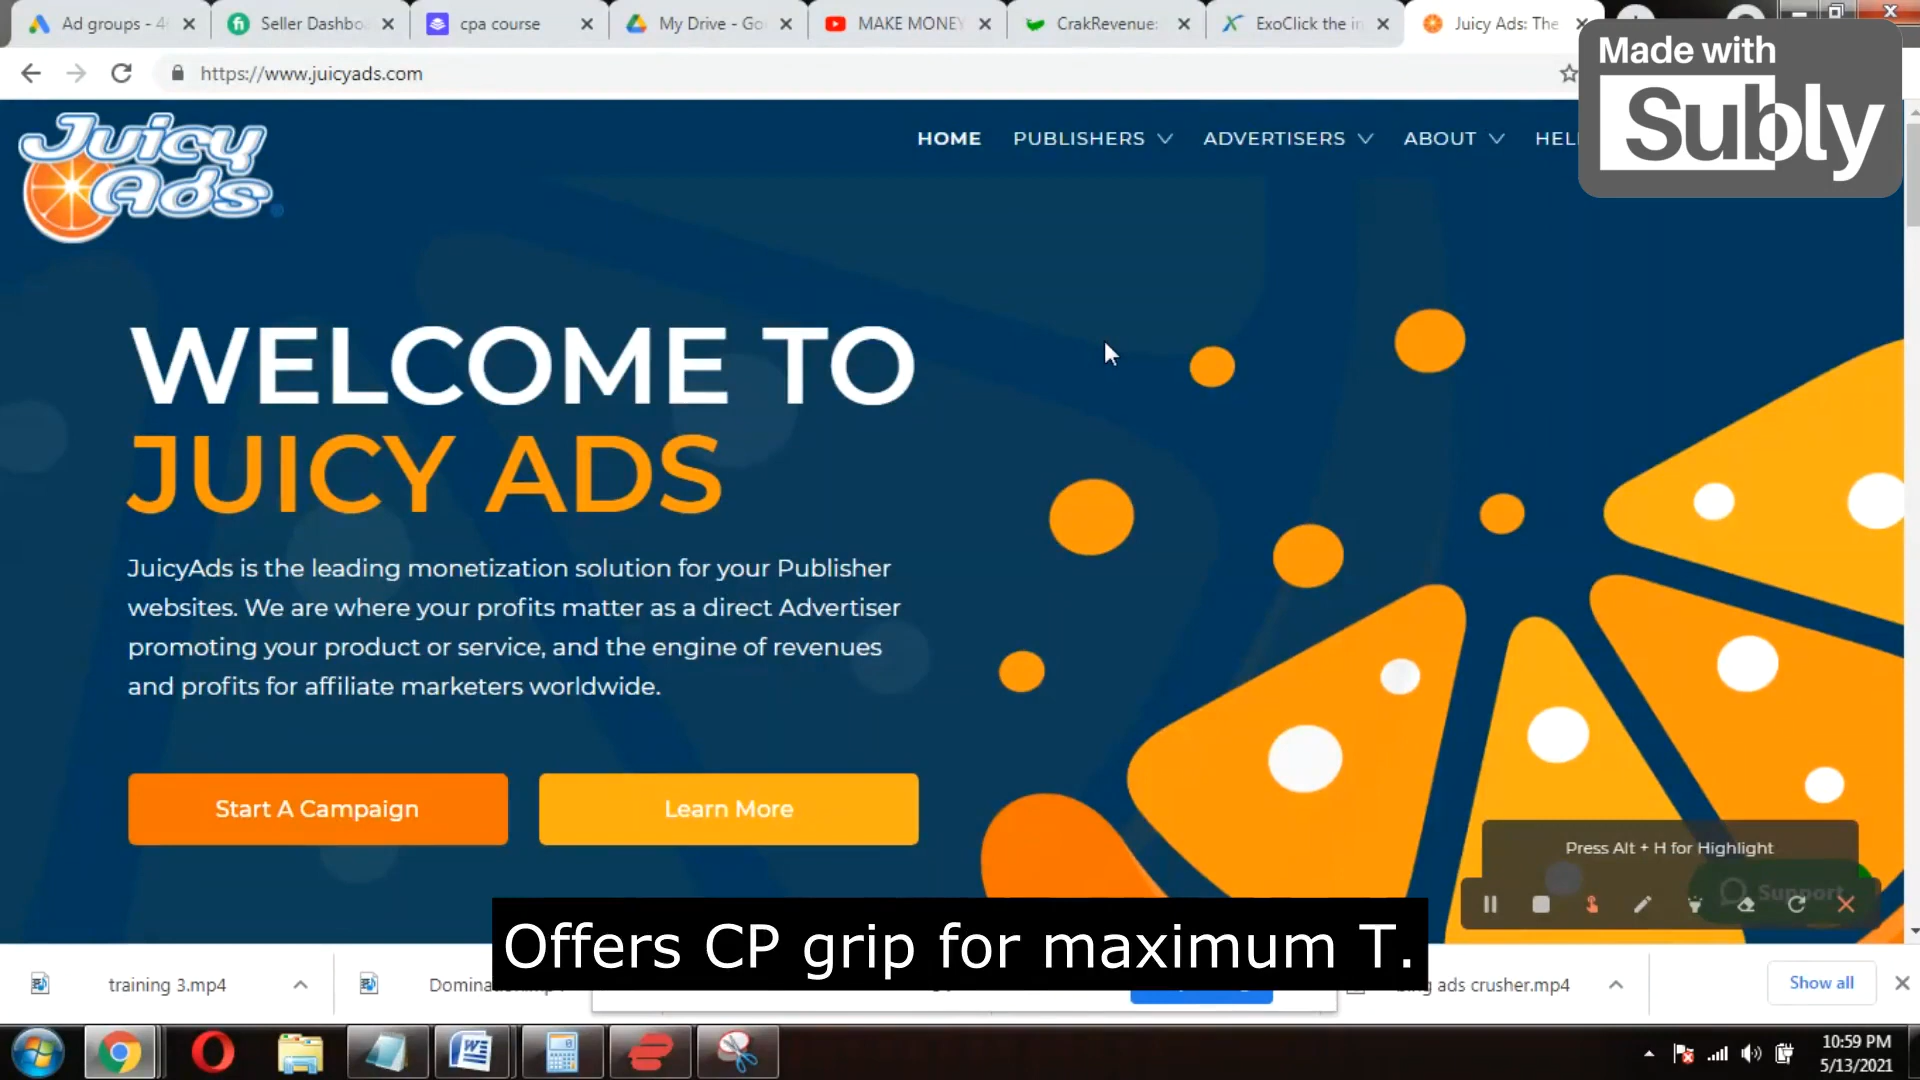 Ad groups - 4
Seller Dashbo
cpa course
My Drive - Go
MAKE MONEY
CrakRevenue:
ExoClick the in
Juicy Ads: The
Made with
Subly
https://www.juicyads.com
Juicy
Ads
HOME
PUBLISHERS
ADVERTISERS
ABOUT
HEL
WELCOME TO
JUICY ADS
JuicyAds is the leading monetization solution for your Publisher
websites. We are where your profits matter as a direct Advertiser
promoting your product or service, and the engine of revenues
and profits for affiliate marketers worldwide.
Start A Campaign
Learn More
Press Alt + H for Highlight
Support
Offers CP grip for maximum T.
training 3.mp4
ads crusher.mp4
Show all
10:59 PM
5/13/2021